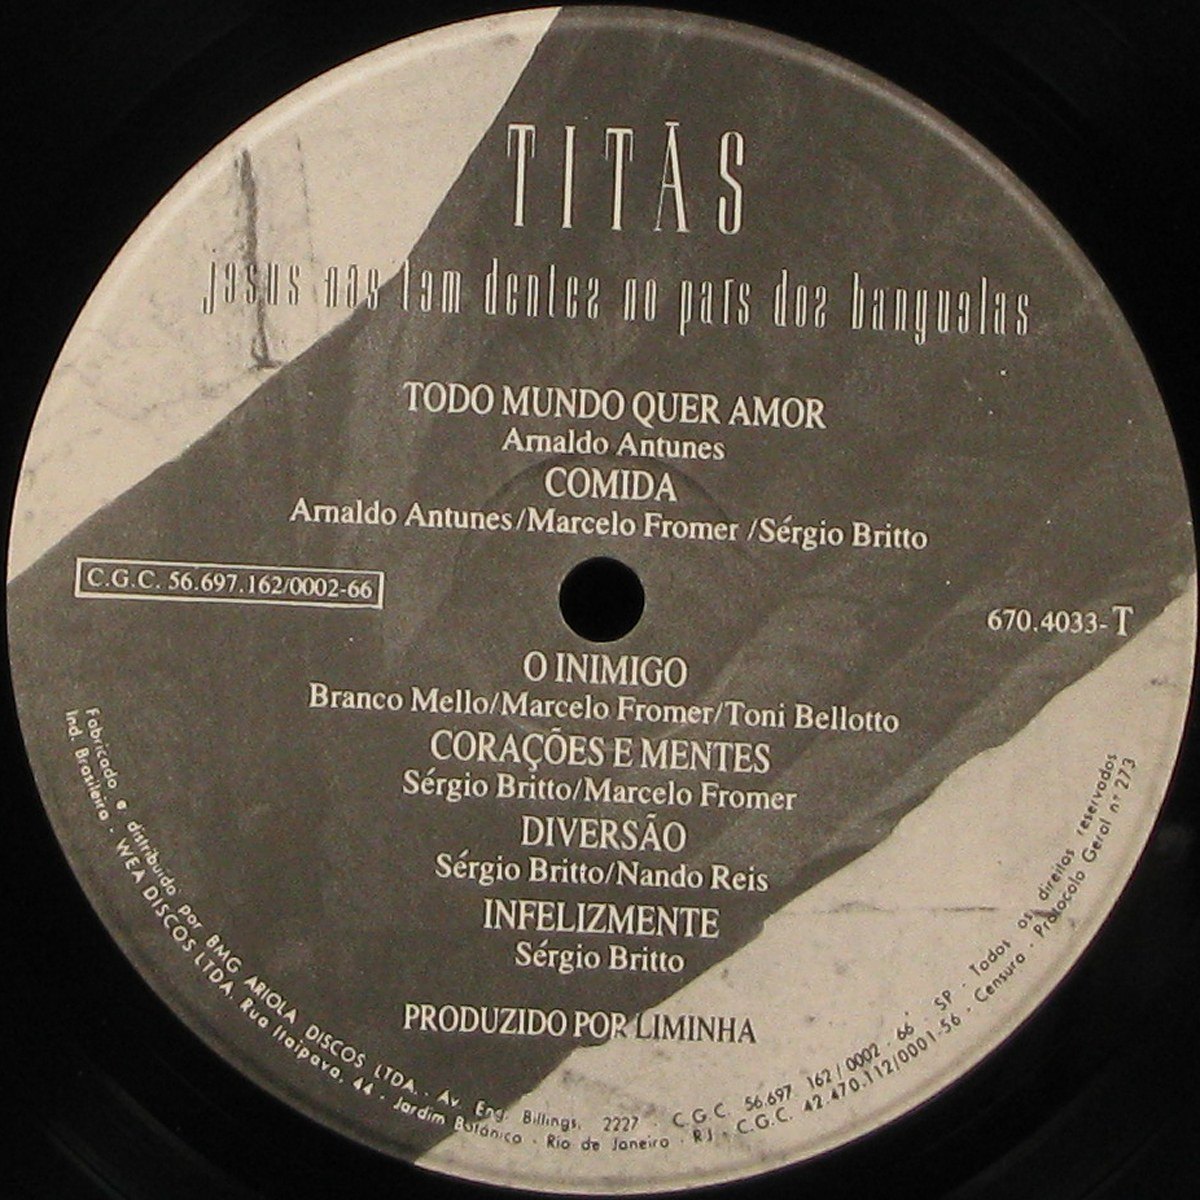 TITÃS
jesus não tem dentes no país dos banguelas
TODO MUNDO QUER AMOR
Arnaldo Antunes
COMIDA
Arnaldo Antunes/Marcelo Fromer /Sérgio Britto
C.G.C. 56.697.162/0002-66
670.4033-T
O INIMIGO
Branco Mello/Marcelo Fromer/Toni Bellotto
CORAÇÕES E MENTES
Sérgio Britto/Marcelo Fromer
DIVERSÃO
Sérgio Britto/Nando Reis
INFELIZMENTE
Sérgio Britto
PRODUZIDO POR LIMINHA
Fabricado e distribuido por BMG ARIOLA DISCOS LTDA.. Av. Eng. Billings, 2227 - C.G.C. 56.697 162/0002 - 66 - SP - Todos os direitos reservados
Ind. Brasileira - WEA DISCOS LTDA. Rua Itaipava, 44 - Jardim Botânico - Rio de Janeiro - RJ - C.G.C. 42.470.112/0001-56 - Censura - Protocolo Geral nº 273